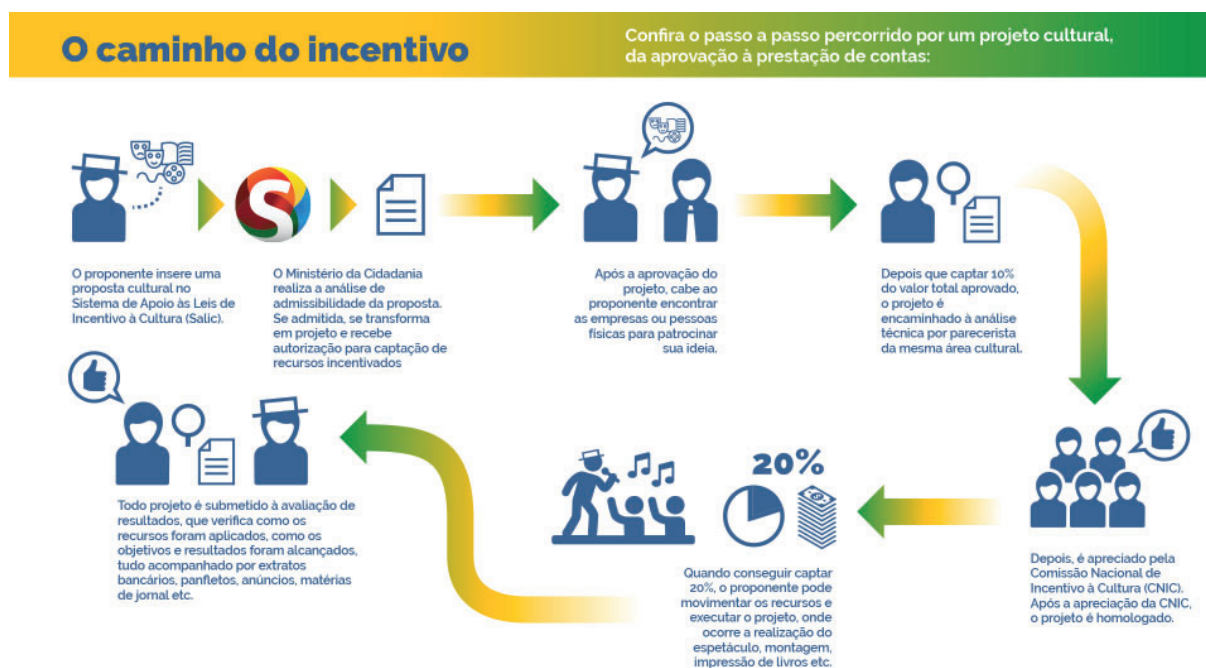 O caminho do incentivo
Confira o passo a passo percorrido por um projeto cultural,
da aprovação à prestação de contas:
S
O proponente insere uma
proposta cultural no
Sistema de Apoio às Leis de
Incentivo à Cultura (Salic).
O Ministério da Cidadania
realiza a análise de
admissibilidade da proposta.
Se admitida, se transforma
em projeto e recebe
autorização para captação de
recursos incentivados
Após a aprovação do
projeto, cabe ao
proponente encontrar
as empresas ou pessoas
físicas para patrocinar
sua ideia.
Depois que captar 10%
do valor total aprovado,
o projeto é
encaminhado à análise
técnica por parecerista
da mesma área cultural.
Depois, é apreciado pela
Comissão Nacional de
Incentivo à Cultura (CNIC).
Após a apreciação da CNIC,
o projeto é homologado.
20%
Quando conseguir captar
20%, o proponente pode
movimentar os recursos e
executar o projeto, onde
ocorre a realização do
espetáculo, montagem,
impressão de livros etc.
Todo projeto é submetido à avaliação de
resultados, que verifica como os
recursos foram aplicados, como os
objetivos e resultados foram alcançados,
tudo acompanhado por extratos
bancários, panfletos, anúncios, matérias
de jornal etc.